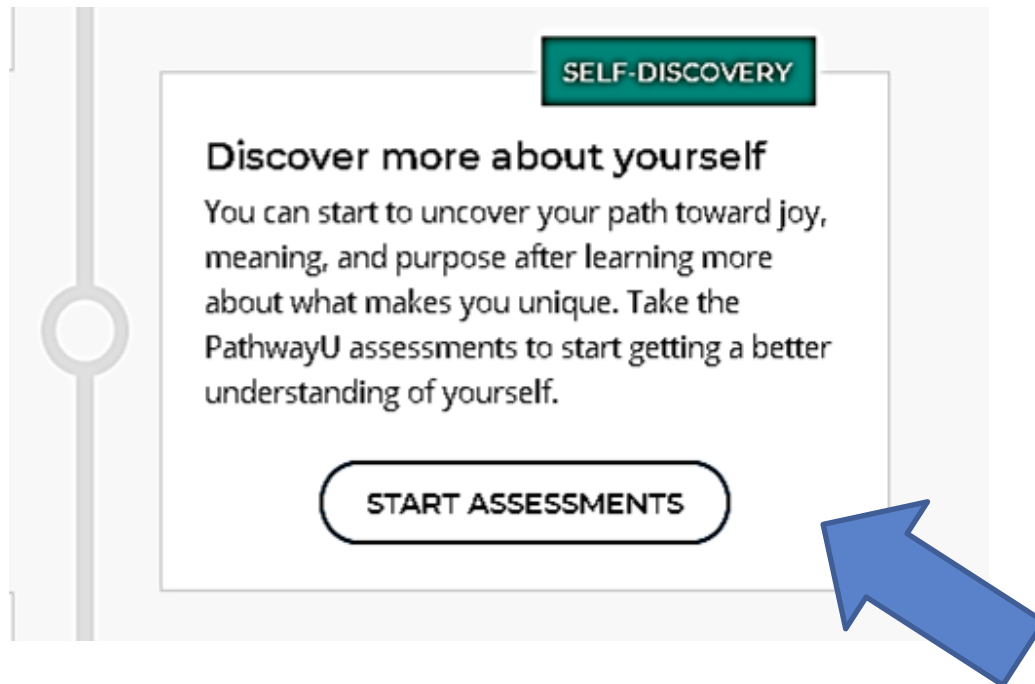 SELF-DISCOVERY
Discover more about yourself
You can start to uncover your path toward joy,
meaning, and purpose after learning more
about what makes you unique. Take the
PathwayU assessments to start getting a better
understanding of yourself.
START ASSESSMENTS